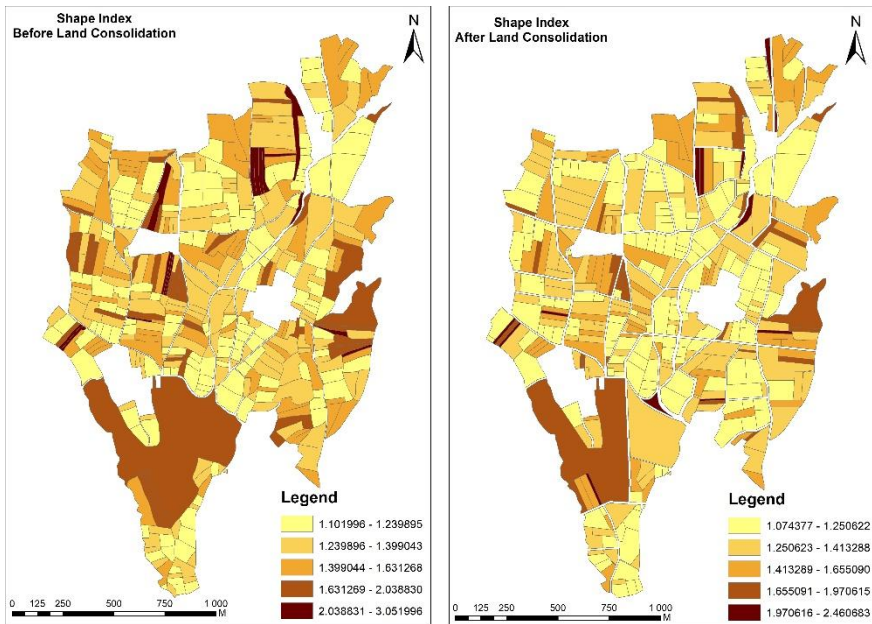 Shape Index
Before Land Consolidation
N
Legend
1.101996 - 1.239895
1.239896 - 1.399043
1.399044 - 1.631268
1.631269 - 2.038830
2.038831 - 3.051996
0 125 250 500 750 1 000
M
Shape Index
After Land Consolidation
N
Legend
1.074377 - 1.250622
1.250623 - 1.413288
1.413289 - 1.655090
1.655091 - 1.970615
1.970616 - 2.460683
0 125 250 500 750 1 000
M